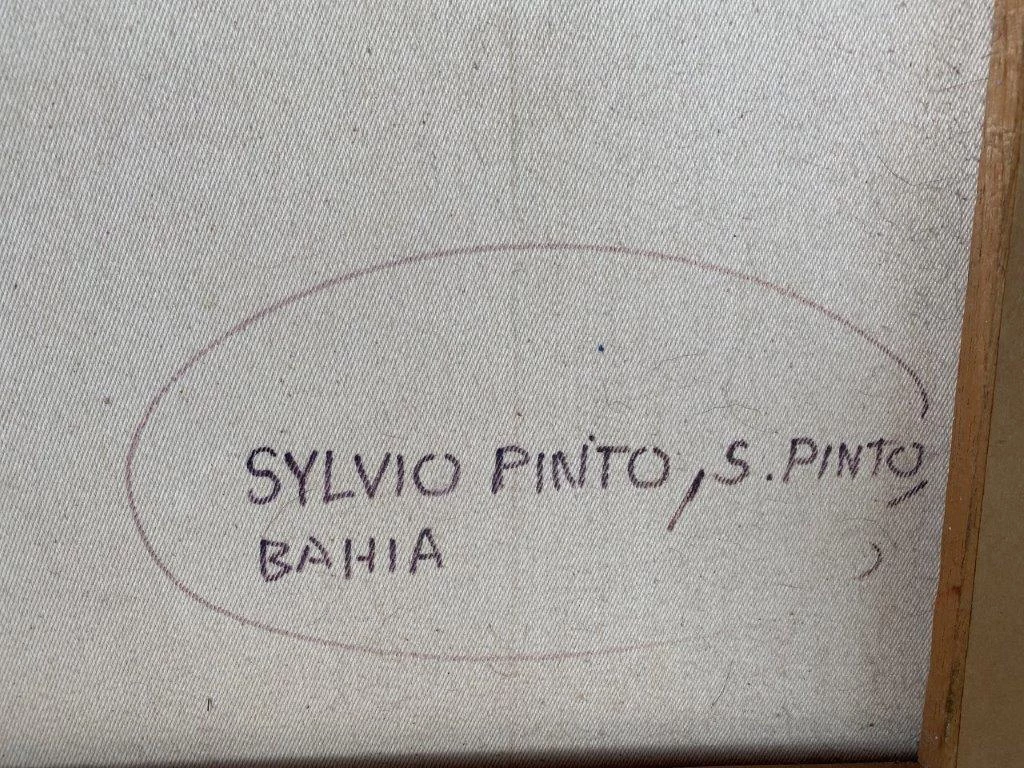 SYLVIO PINTO, S. PINTO,
BAHIA